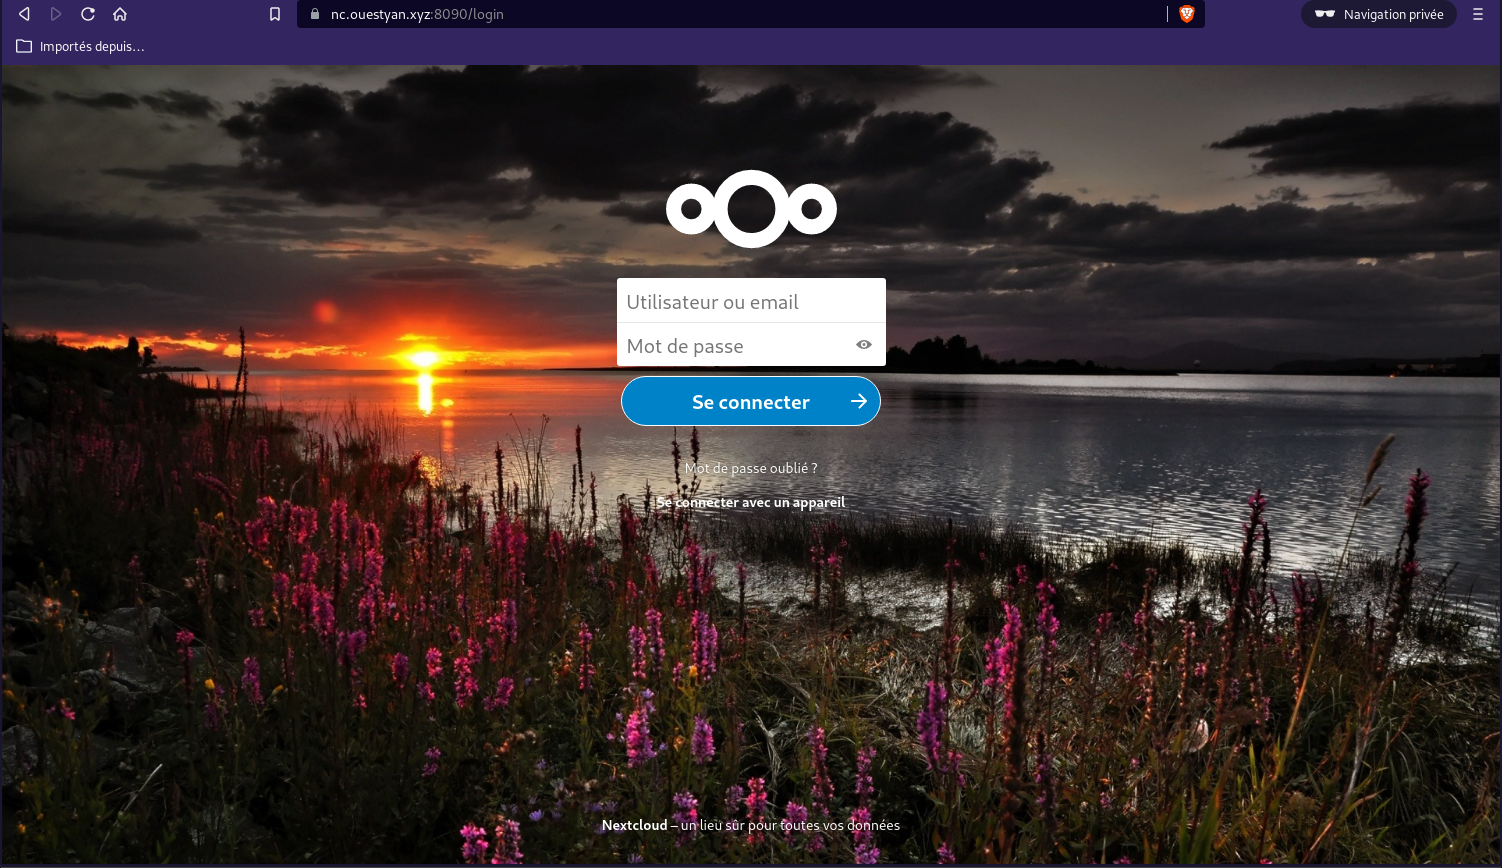 nc.ouestyan.xyz:8090/login
Navigation privée
Importés depuis...
Utilisateur ou email
Mot de passe
Se connecter
Mot de passe oublié ?
Se connecter avec un appareil
Nextcloud – un lieu sûr pour toutes vos données